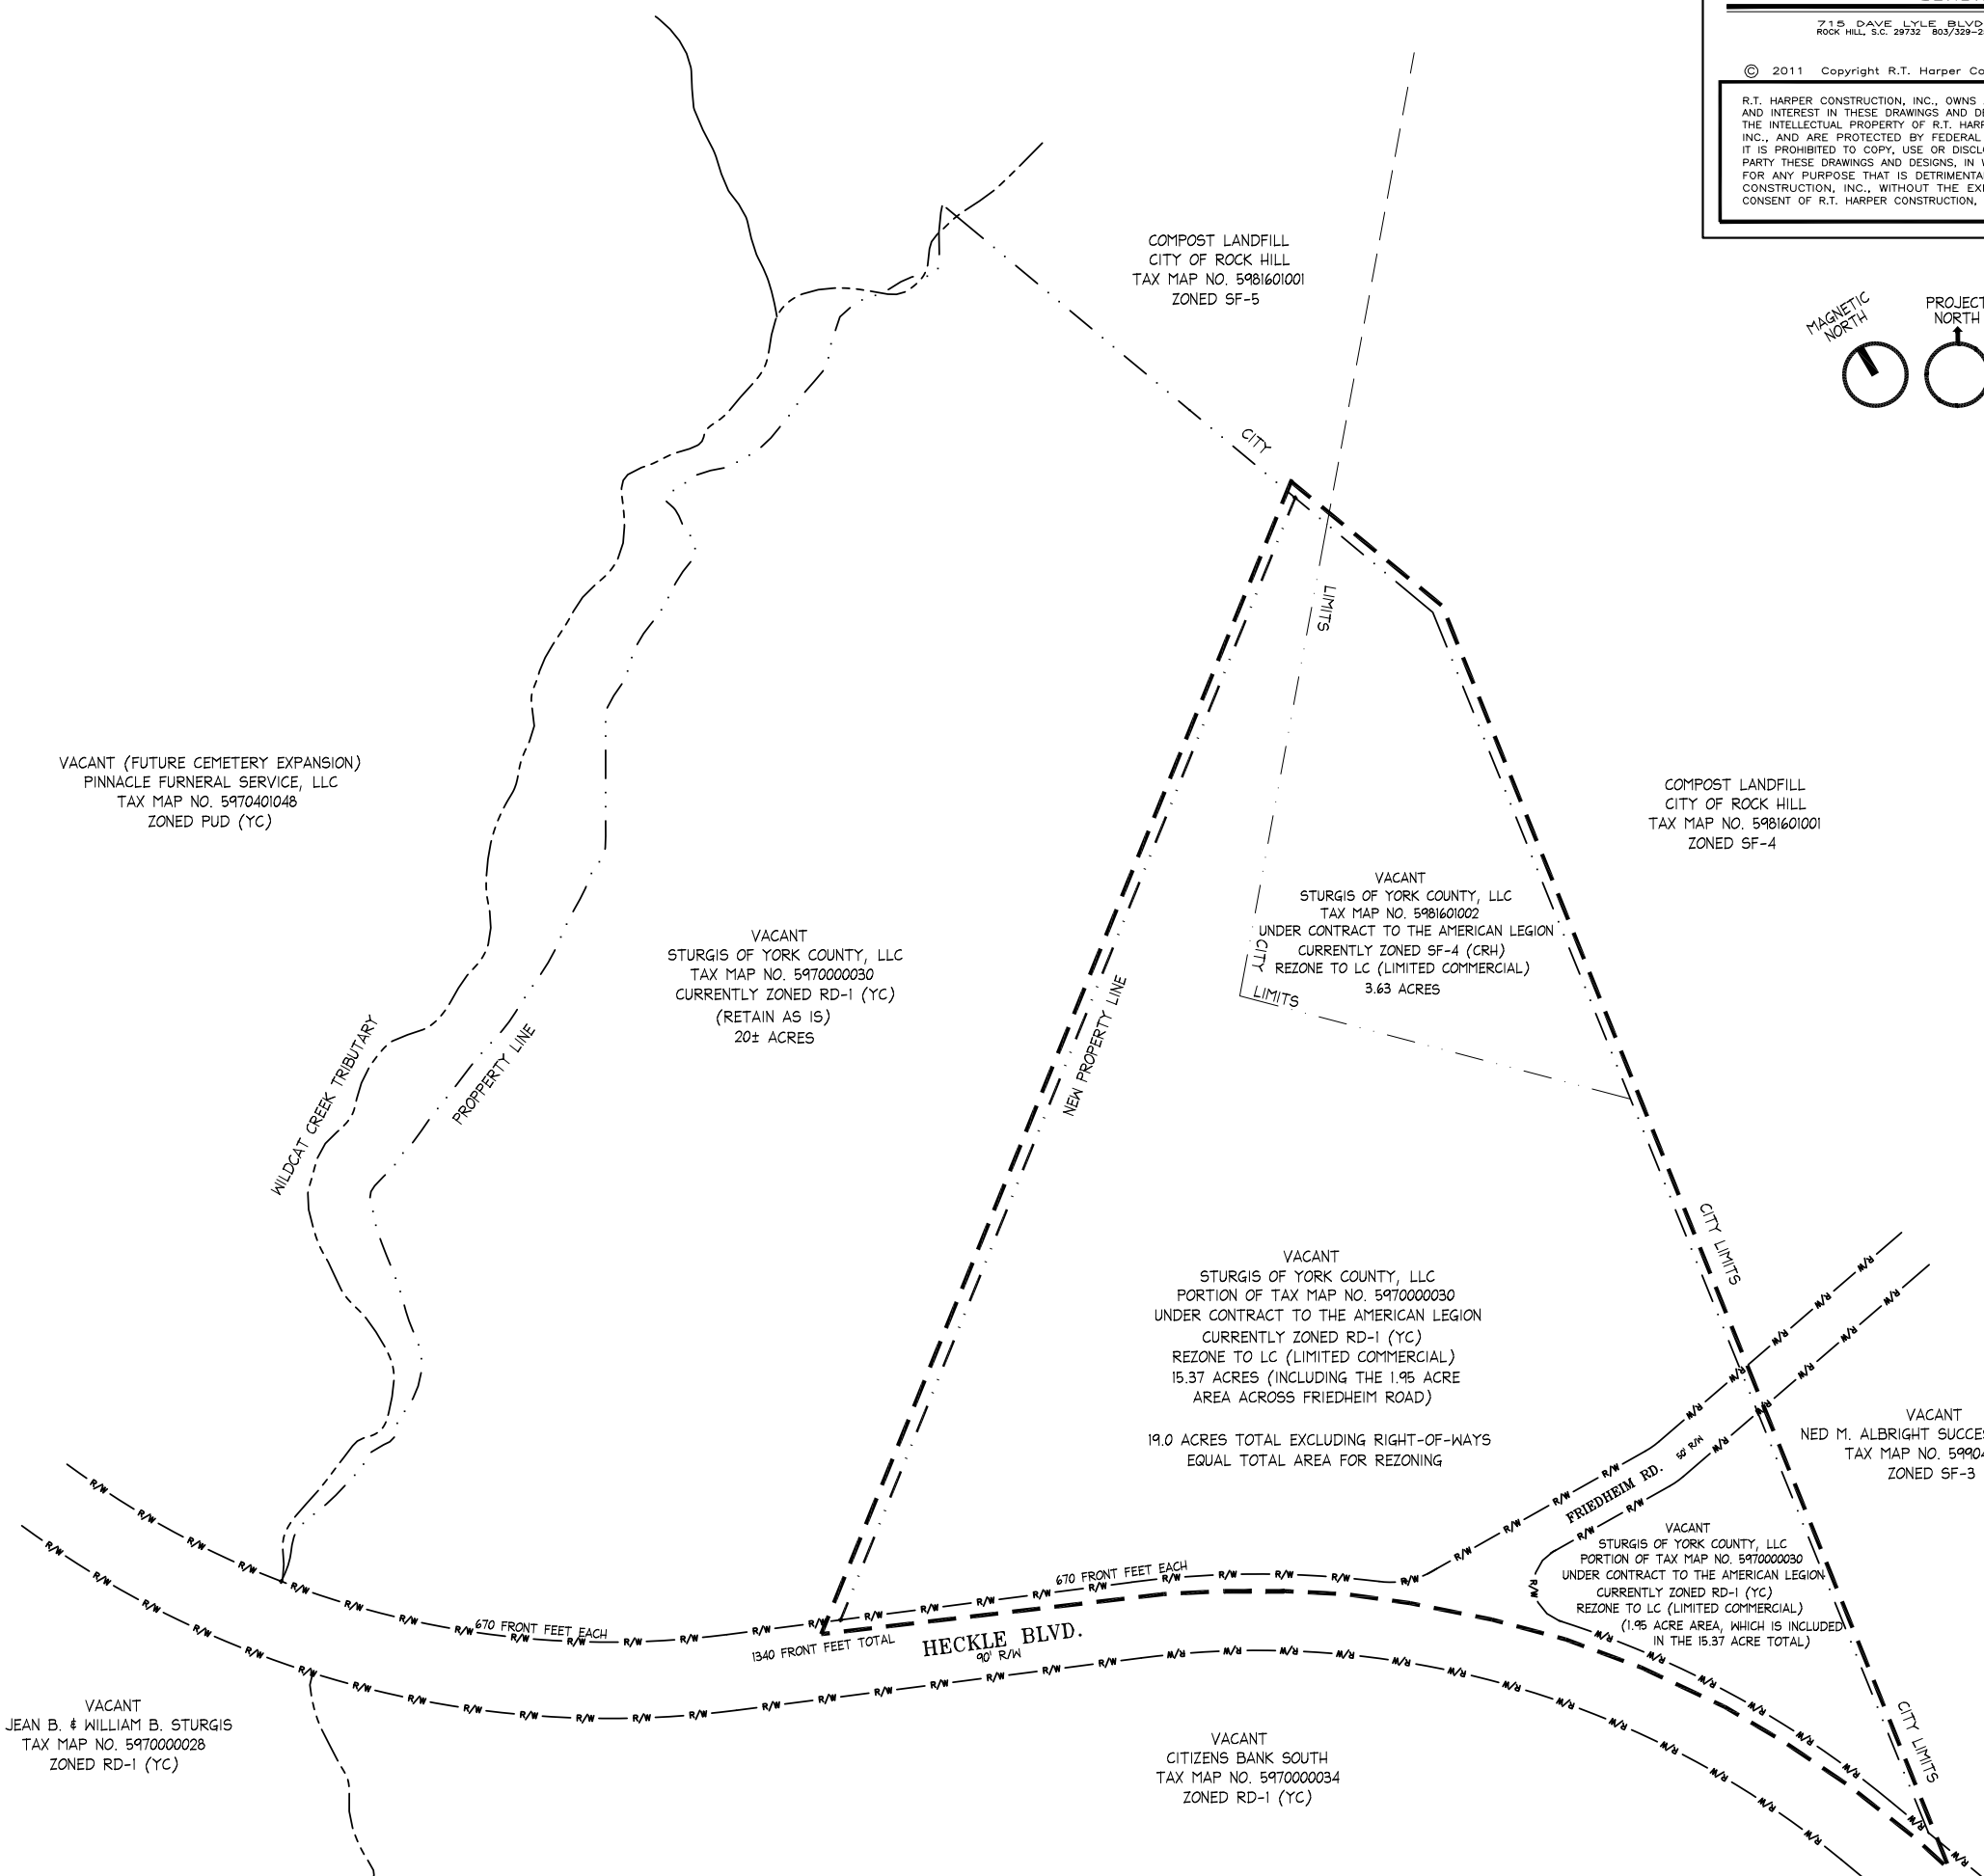 715 DAVE LYLE BLVD
ROCK HILL, S.C. 29732 803/329-2
© 2011 Copyright R.T. Harper Co
R.T. HARPER CONSTRUCTION, INC., OWNS
AND INTEREST IN THESE DRAWINGS AND DE
THE INTELLECTUAL PROPERTY OF R.T. HARP
INC., AND ARE PROTECTED BY FEDERAL
IT IS PROHIBITED TO COPY, USE OR DISCLO
PARTY THESE DRAWINGS AND DESIGNS, IN W
FOR ANY PURPOSE THAT IS DETRIMENTA
CONSTRUCTION, INC., WITHOUT THE EX
CONSENT OF R.T. HARPER CONSTRUCTION,
MAGNETIC
NORTH
PROJECT
NORTH
COMPOST LANDFILL
CITY OF ROCK HILL
TAX MAP NO. 5981601001
ZONED SF-5
CITY
LIMITS
VACANT (FUTURE CEMETERY EXPANSION)
PINNACLE FURNERAL SERVICE, LLC
TAX MAP NO. 5970401048
ZONED PUD (YC)
COMPOST LANDFILL
CITY OF ROCK HILL
TAX MAP NO. 5981601001
ZONED SF-4
VACANT
STURGIS OF YORK COUNTY, LLC
TAX MAP NO. 5981601002
UNDER CONTRACT TO THE AMERICAN LEGION
CURRENTLY ZONED SF-4 (CRH)
REZONE TO LC (LIMITED COMMERCIAL)
3.63 ACRES
CITY
LIMITS
VACANT
STURGIS OF YORK COUNTY, LLC
TAX MAP NO. 5970000030
CURRENTLY ZONED RD-1 (YC)
(RETAIN AS IS)
20± ACRES
WILDCAT CREEK TRIBUTARY
PROPPERTY LINE
NEW PROPERTY LINE
CITY LIMITS
VACANT
STURGIS OF YORK COUNTY, LLC
PORTION OF TAX MAP NO. 5970000030
UNDER CONTRACT TO THE AMERICAN LEGION
CURRENTLY ZONED RD-1 (YC)
REZONE TO LC (LIMITED COMMERCIAL)
15.37 ACRES (INCLUDING THE 1.95 ACRE
AREA ACROSS FRIEDHEIM ROAD)
19.0 ACRES TOTAL EXCLUDING RIGHT-OF-WAYS
EQUAL TOTAL AREA FOR REZONING
VACANT
NED M. ALBRIGHT SUCCES
TAX MAP NO. 59904
ZONED SF-3
FRIEDHEIM RD. 50' R/W
VACANT
STURGIS OF YORK COUNTY, LLC
PORTION OF TAX MAP NO. 5970000030
UNDER CONTRACT TO THE AMERICAN LEGION
CURRENTLY ZONED RD-1 (YC)
REZONE TO LC (LIMITED COMMERCIAL)
(1.95 ACRE AREA, WHICH IS INCLUDED
IN THE 15.37 ACRE TOTAL)
R/W R/W R/W R/W R/W R/W R/W
670 FRONT FEET EACH
670 FRONT FEET EACH
1340 FRONT FEET TOTAL
HECKLE BLVD.
90' R/W
CITY LIMITS
VACANT
JEAN B. & WILLIAM B. STURGIS
TAX MAP NO. 5970000028
ZONED RD-1 (YC)
VACANT
CITIZENS BANK SOUTH
TAX MAP NO. 5970000034
ZONED RD-1 (YC)